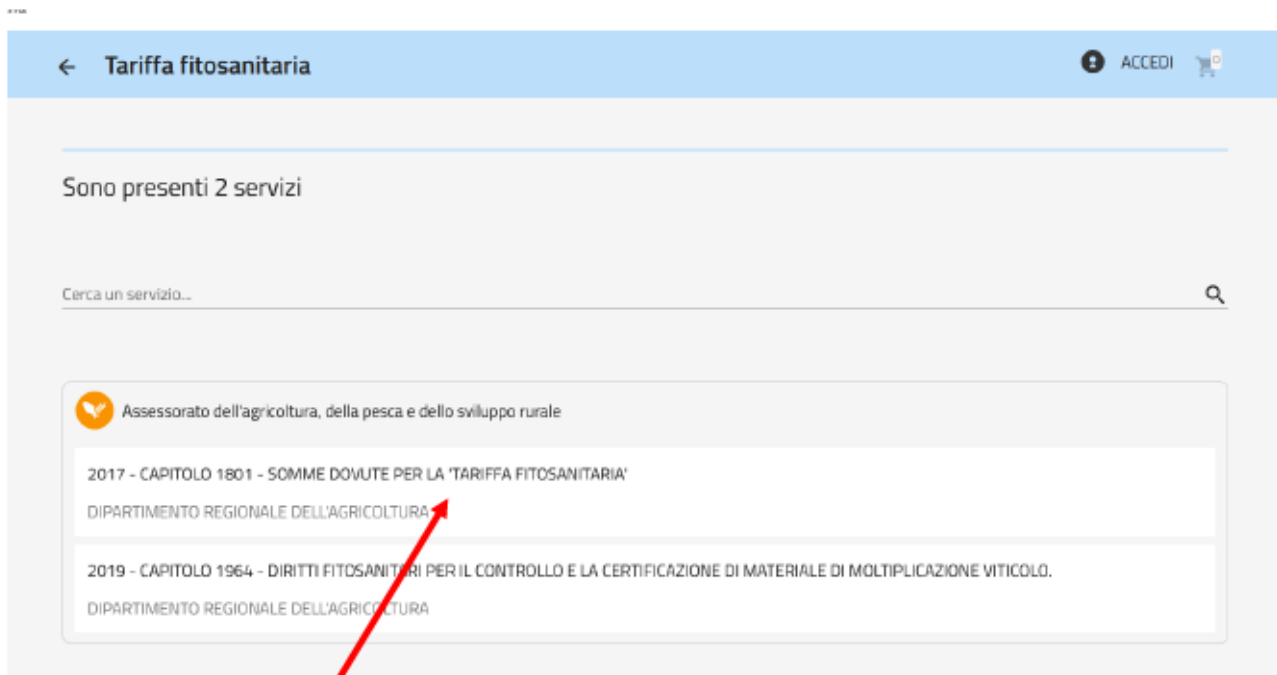 Tariffa fitosanitaria
ACCEDI
0
Sono presenti 2 servizi
Cerca un servizio...
Assessorato dell'agricoltura, della pesca e dello sviluppo rurale
2017 - CAPITOLO 1801 - SOMME DOVUTE PER LA 'TARIFFA FITOSANITARIA'
DIPARTIMENTO REGIONALE DELL'AGRICOLTURA
2019 - CAPITOLO 1964 - DIRITTI FITOSANITARI PER IL CONTROLLO E LA CERTIFICAZIONE DI MATERIALE DI MOLTIPLICAZIONE VITICOLO.
DIPARTIMENTO REGIONALE DELL'AGRICOLTURA